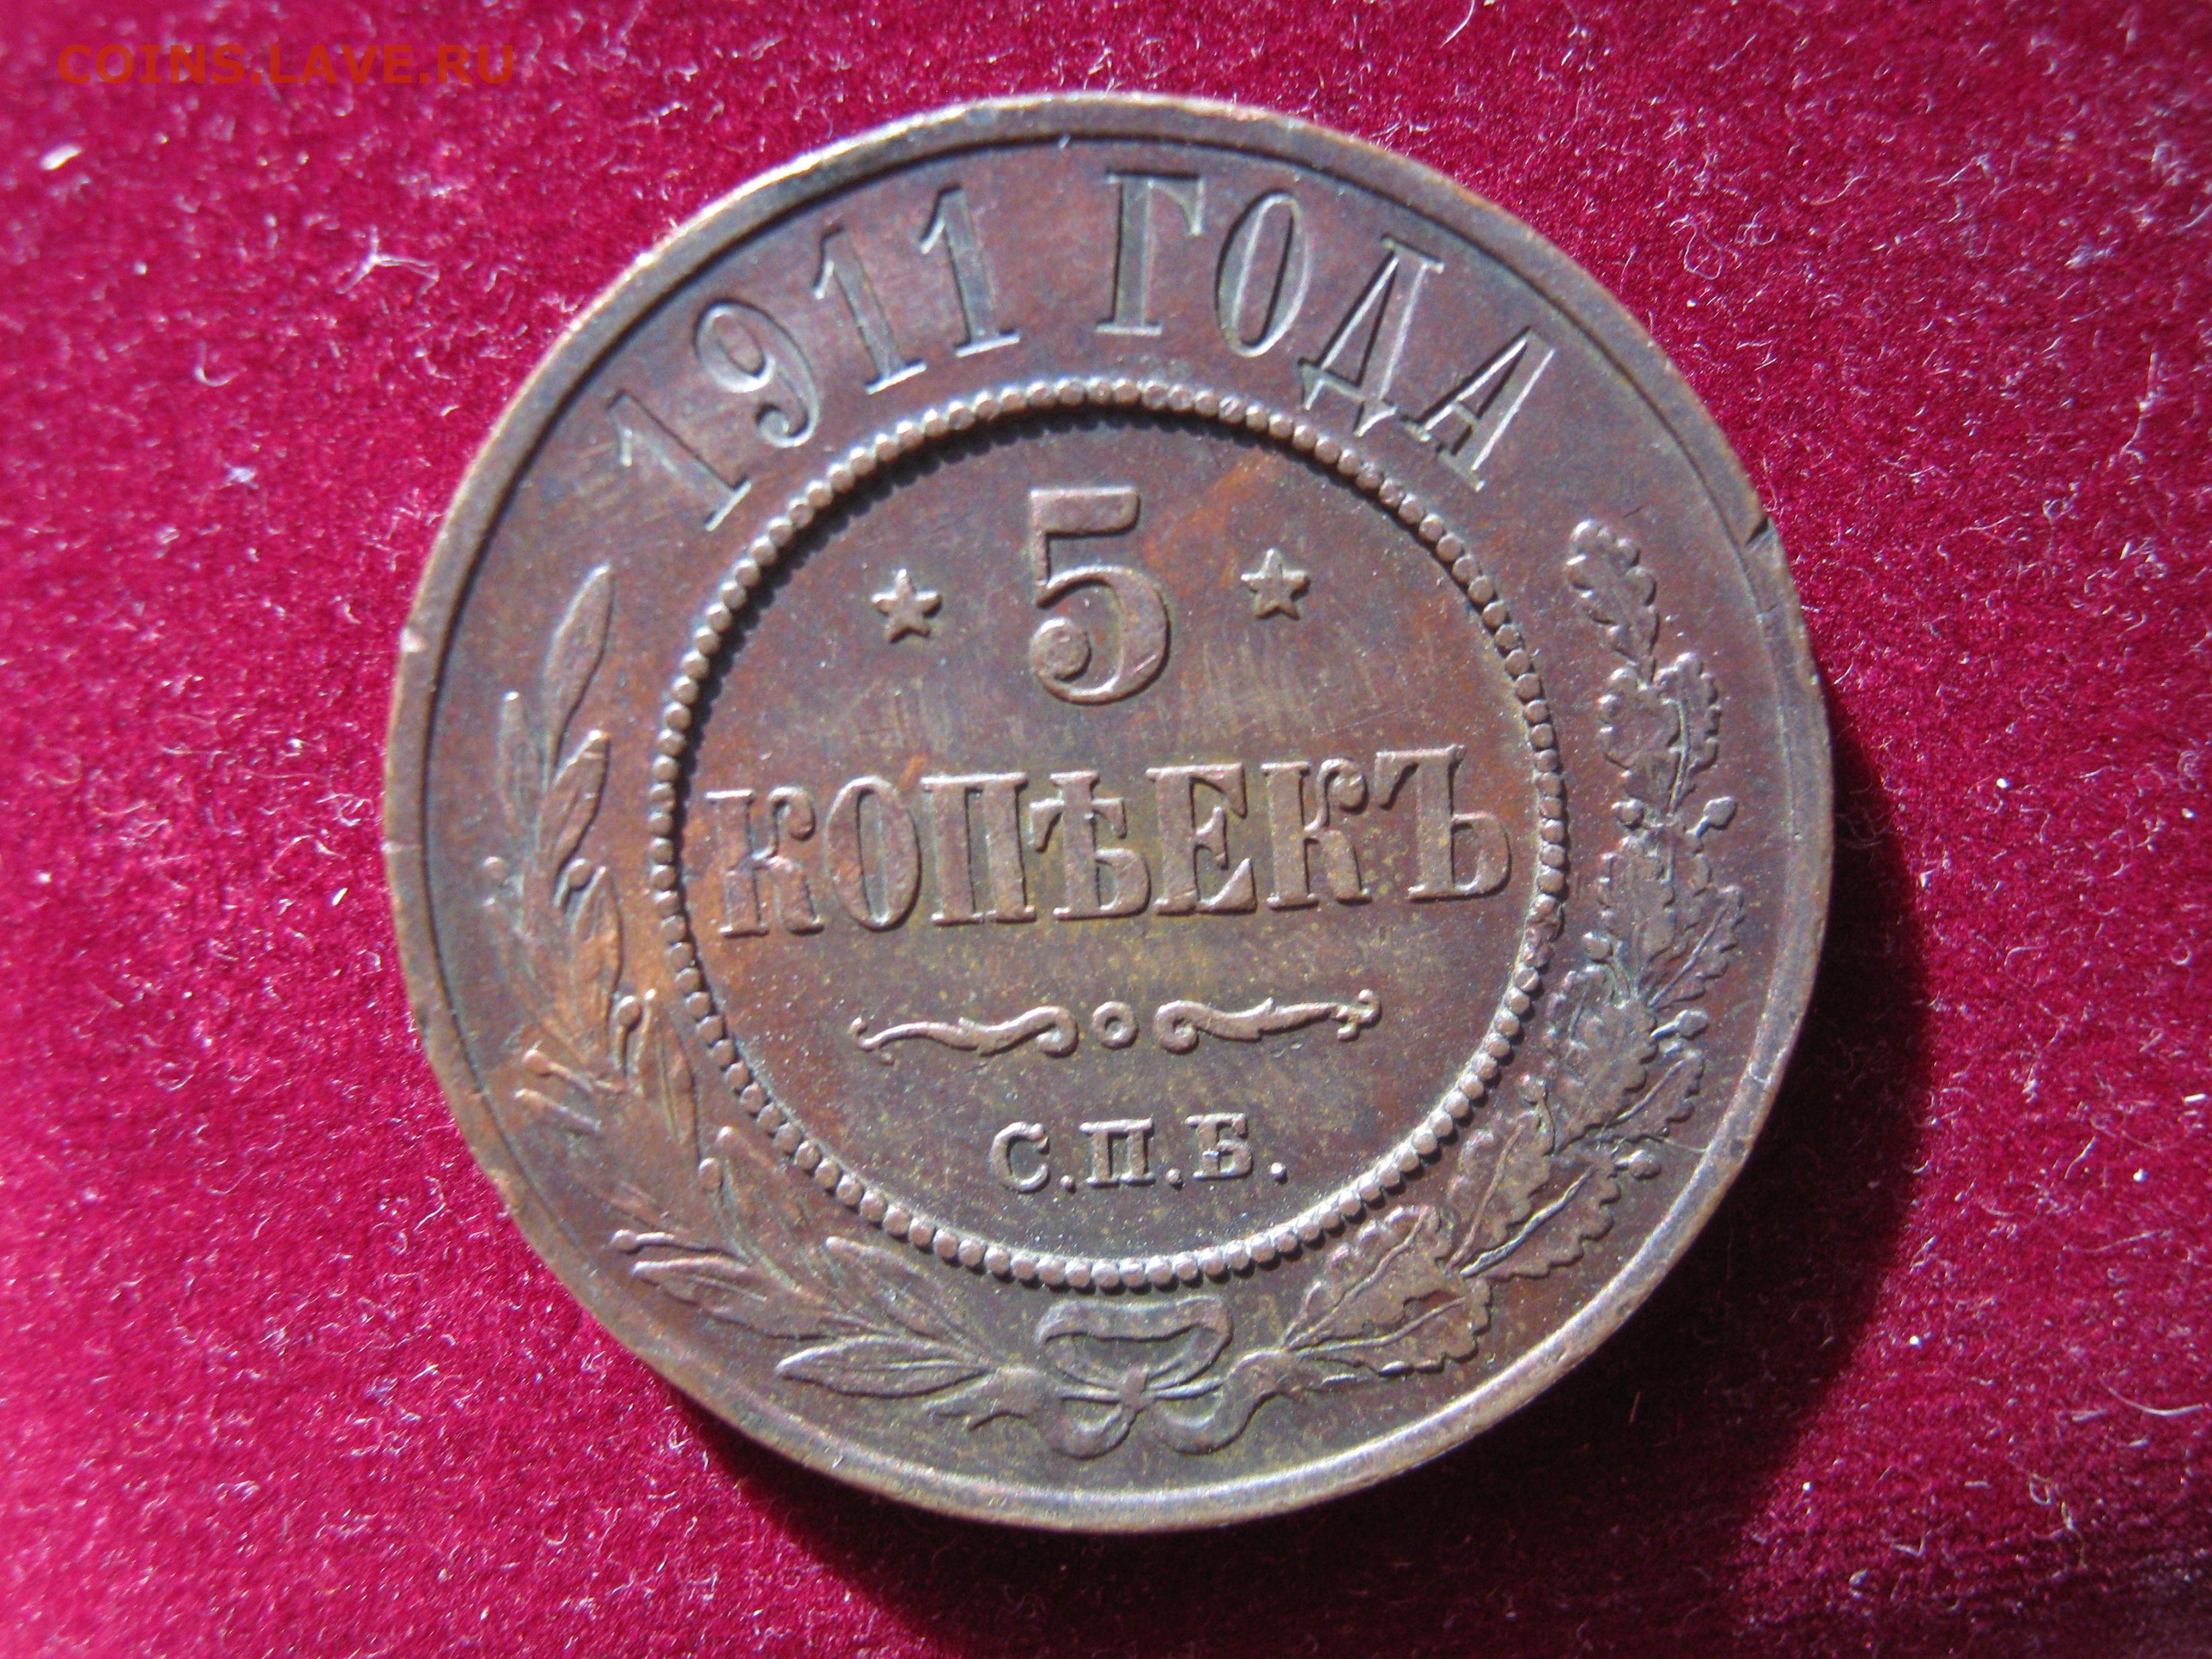 COINS.LAVE.RU
1911 ГОДА
5
КОПѢЕКЪ
С.П.Б.